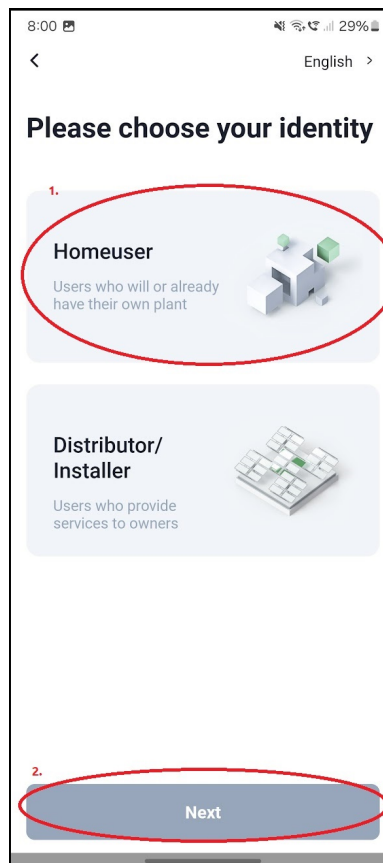 8:00 29%
English >
Please choose your identity
1.
Homeuser
Users who will or already
have their own plant
Distributor/
Installer
Users who provide
services to owners
2.
Next